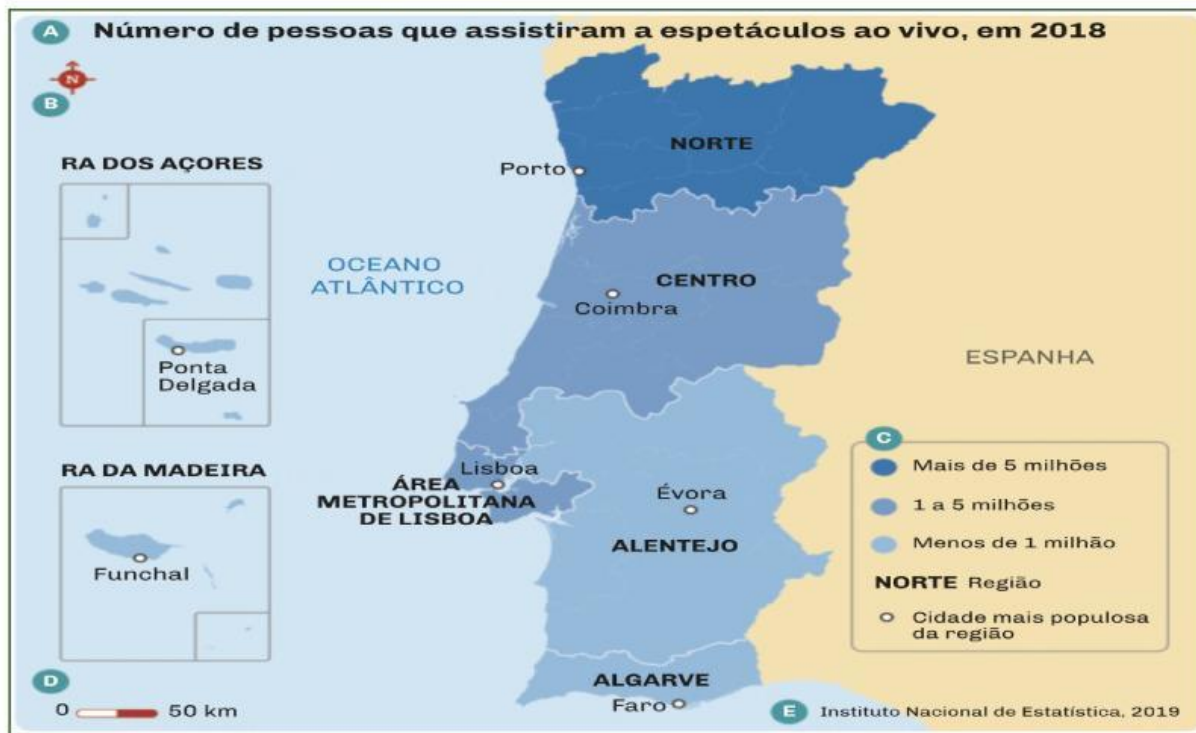 A Número de pessoas que assistiram a espetáculos ao vivo, em 2018
N
B
RA DOS AÇORES
Ponta
Delgada
RA DA MADEIRA
Funchal
OCEANO
ATLÂNTICO
NORTE
Porto
CENTRO
Coimbra
ESPANHA
Lisboa
ÁREA
METROPOLITANA
DE LISBOA
Évora
ALENTEJO
ALGARVE
Faro
C
Mais de 5 milhões
1 a 5 milhões
Menos de 1 milhão
NORTE Região
Cidade mais populosa
da região
D
0 50 km
E Instituto Nacional de Estatística, 2019